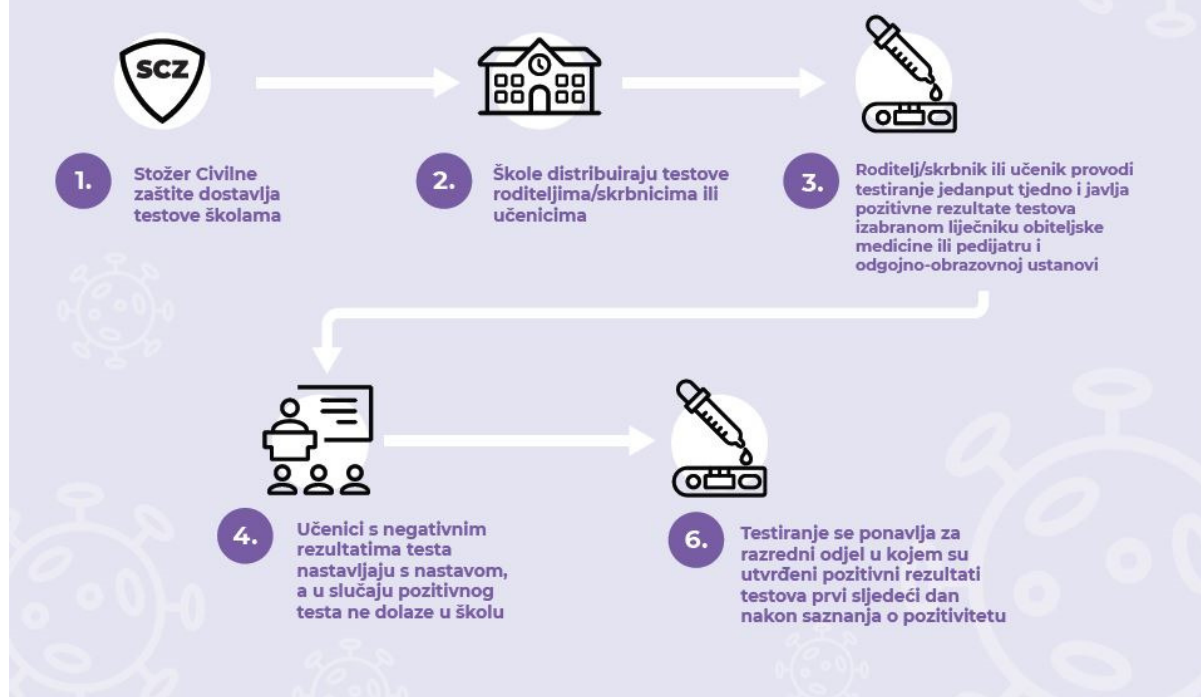 SCZ
1.
Stožer Civilne
zaštite dostavlja
testove školama
2.
Škole distribuiraju testove
roditeljima/skrbnicima ili
učenicima
3.
Roditelj/skrbnik ili učenik provodi
testiranje jedanput tjedno i javlja
pozitivne rezultate testova
izabranom liječniku obiteljske
medicine ili pedijatru i
odgojno-obrazovnoj ustanovi
4.
Učenici s negativnim
rezultatima testa
nastavljaju s nastavom,
a u slučaju pozitivnog
testa ne dolaze u školu
6.
Testiranje se ponavlja za
razredni odjel u kojem su
utvrđeni pozitivni rezultati
testova prvi sljedeći dan
nakon saznanja o pozitivitetu